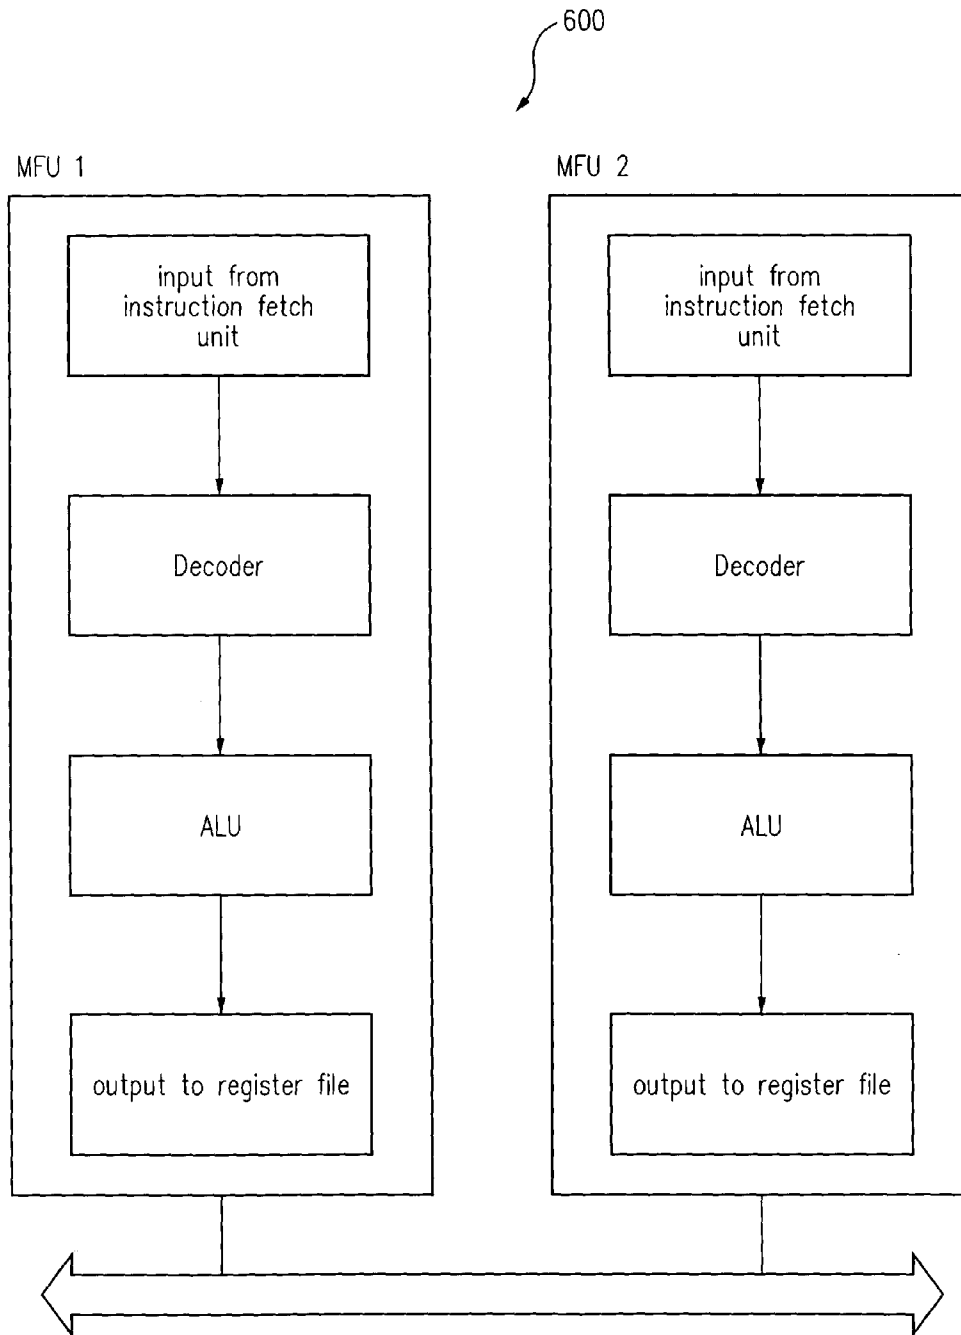 600
MFU 1
input from
instruction fetch
unit
Decoder
ALU
output to register file
MFU 2
input from
instruction fetch
unit
Decoder
ALU
output to register file